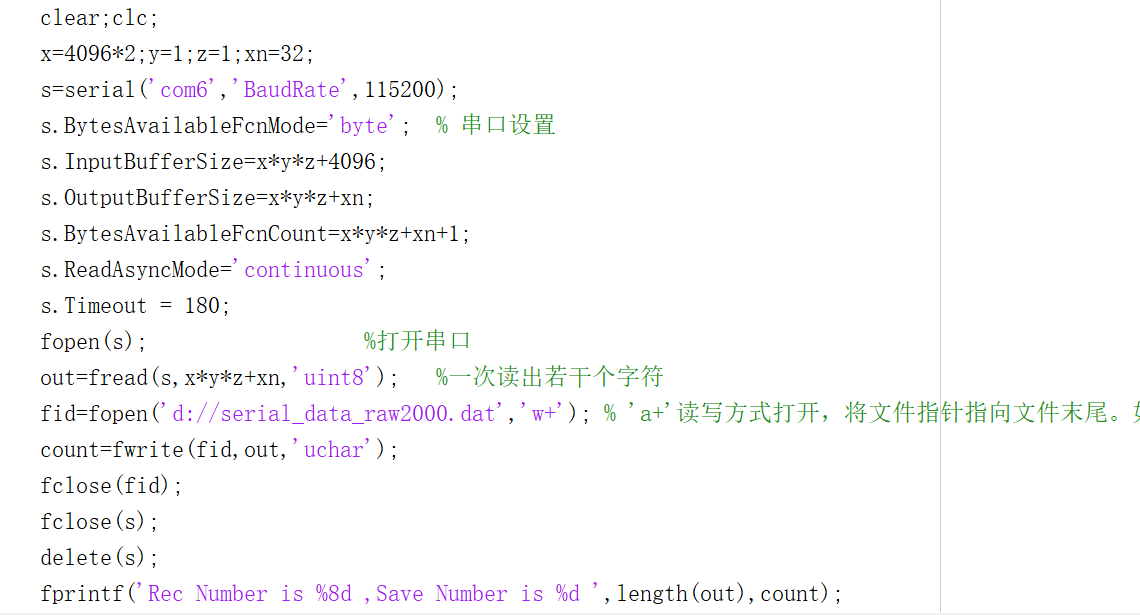 clear;clc;
x=4096*2;y=1;z=1;xn=32;
s=serial('com6','BaudRate',115200);
s.BytesAvailableFcnMode='byte';  % 串口设置
s.InputBufferSize=x*y*z+4096;
s.OutputBufferSize=x*y*z+xn;
s.BytesAvailableFcnCount=x*y*z+xn+1;
s.ReadAsyncMode='continuous';
s.Timeout = 180;
fopen(s);                  %打开串口
out=fread(s,x*y*z+xn,'uint8');   %一次读出若干个字符
fid=fopen('d://serial_data_raw2000.dat','w+'); % 'a+'读写方式打开，将文件指针指向文件末尾。
count=fwrite(fid,out,'uchar');
fclose(fid);
fclose(s);
delete(s);
fprintf('Rec Number is %8d ,Save Number is %d ',length(out),count);